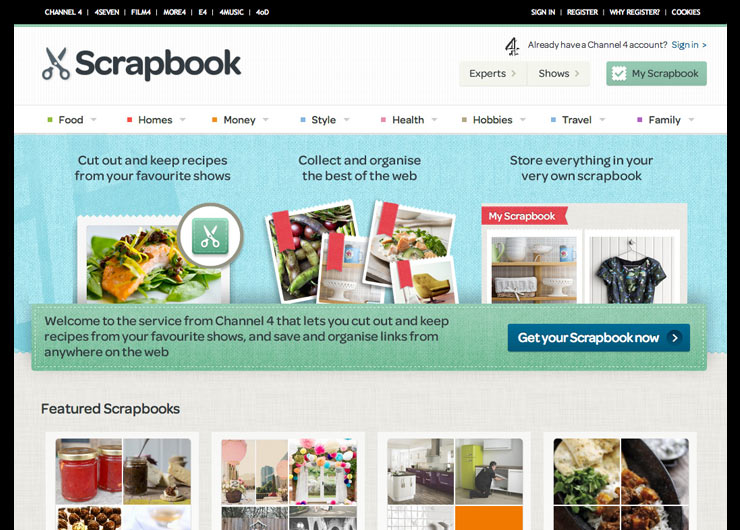 CHANNEL 4 | 4SEVEN | FILM4 | MORE4 | E4 | 4MUSIC | 4oD
SIGN IN | REGISTER | WHY REGISTER? | COOKIES
Scrapbook
4 Already have a Channel 4 account? Sign in >
Experts > Shows > My Scrapbook
Food Homes Money Style Health Hobbies Travel Family
Cut out and keep recipes
from your favourite shows
Collect and organise
the best of the web
Store everything in your
very own scrapbook
My Scrapbook
Welcome to the service from Channel 4 that lets you cut out and keep
recipes from your favourite shows, and save and organise links from
anywhere on the web
Get your Scrapbook now >
Featured Scrapbooks